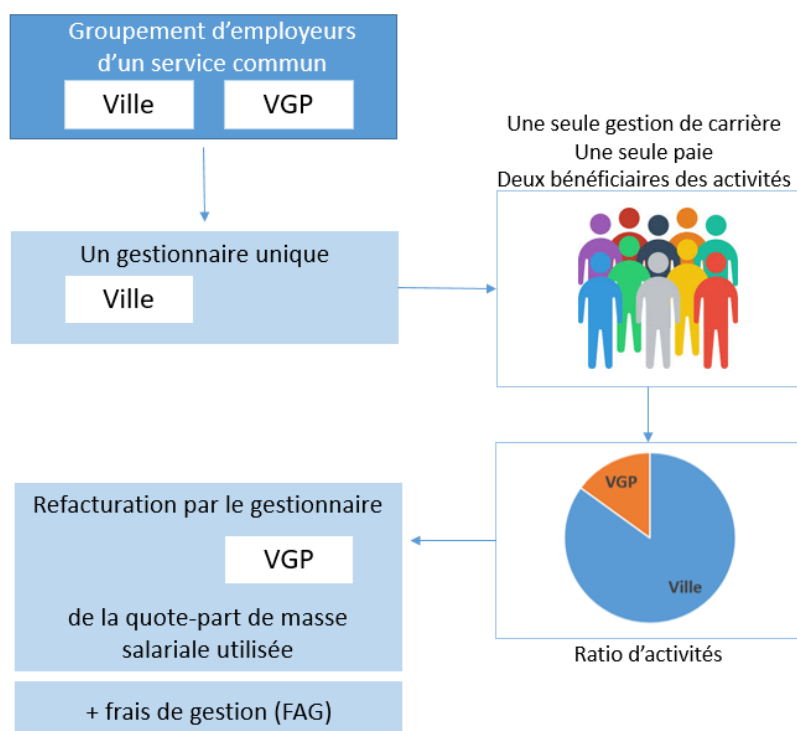 Groupement d'employeurs
d'un service commun
Ville
VGP
Un gestionnaire unique
Ville
Une seule gestion de carrière
Une seule paie
Deux bénéficiaires des activités
VGP
Ville
Ratio d'activités
Refacturation par le gestionnaire
VGP
de la quote-part de masse
salariale utilisée
+ frais de gestion (FAG)